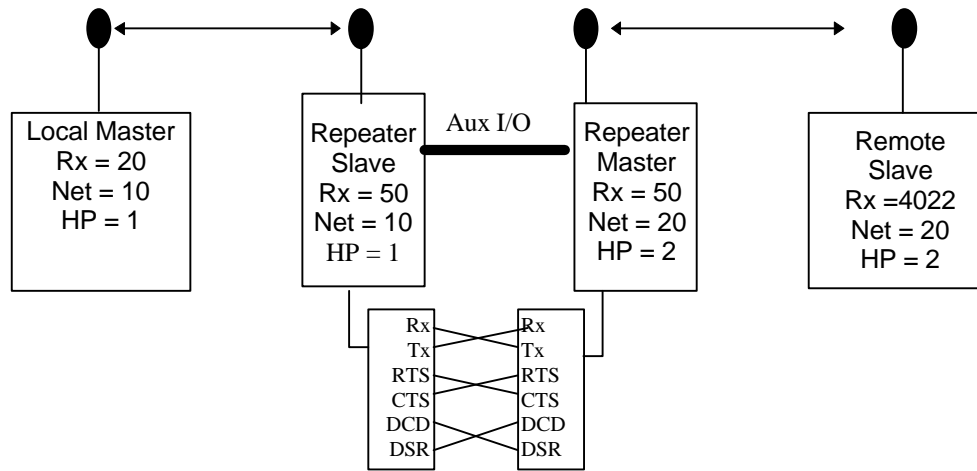 Local Master
Rx = 20
Net = 10
HP = 1
Repeater
Slave
Rx = 50
Net = 10
HP = 1
Aux I/O
Repeater
Master
Rx = 50
Net = 20
HP = 2
Remote
Slave
Rx =4022
Net = 20
HP = 2
Rx
Tx
RTS
CTS
DCD
DSR
Rx
Tx
RTS
CTS
DCD
DSR